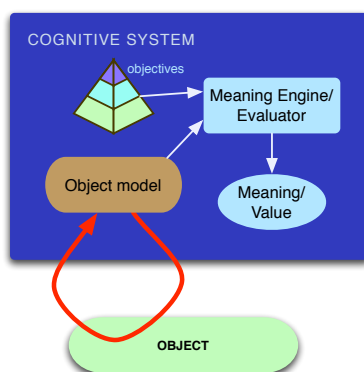 COGNITIVE SYSTEM
objectives
Meaning Engine/
Evaluator
Object model
Meaning/
Value
OBJECT